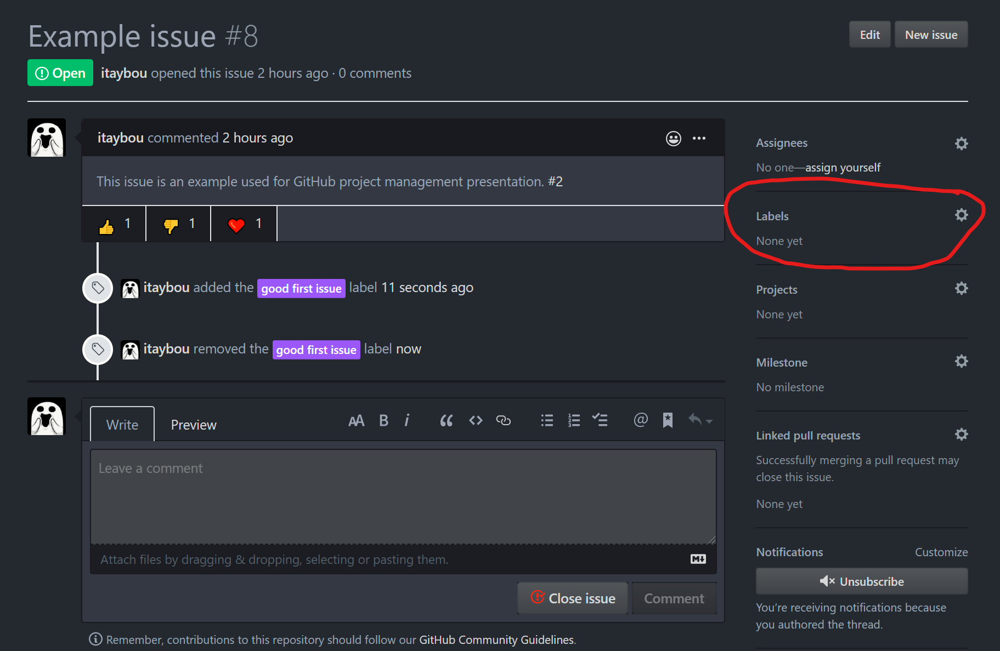 Example issue #8
Edit
New issue
Open
itaybou opened this issue 2 hours ago · 0 comments
itaybou commented 2 hours ago
This issue is an example used for GitHub project management presentation. #2
1
1
1
itaybou added the good first issue label 11 seconds ago
itaybou removed the good first issue label now
Write
Preview
AA B i @
Leave a comment
Attach files by dragging & dropping, selecting or pasting them.
Close issue
Comment
Remember, contributions to this repository should follow our GitHub Community Guidelines.
Assignees
No one—assign yourself
Labels
None yet
Projects
None yet
Milestone
No milestone
Linked pull requests
Successfully merging a pull request may
close this issue.
None yet
Notifications
Customize
Unsubscribe
You’re receiving notifications because
you authored the thread.